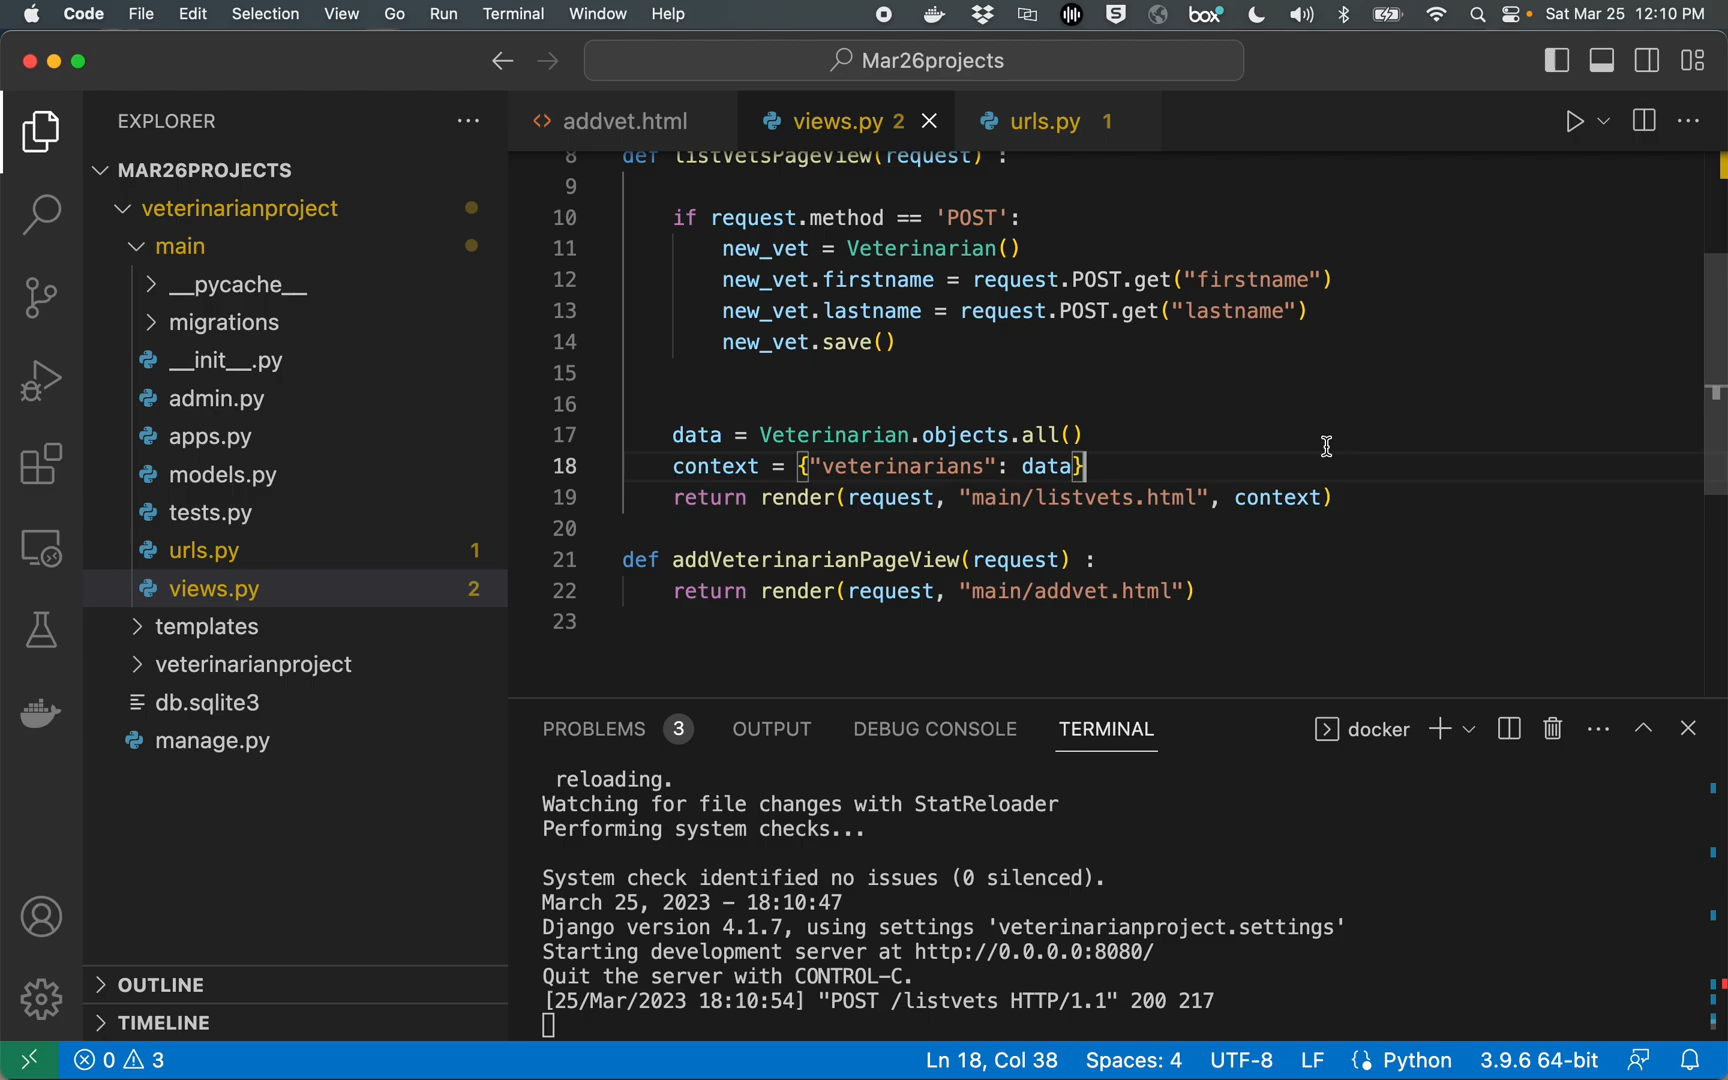 Code File Edit Selection View Go Run Terminal Window Help box Sat Mar 25 12:10 PM
Mar26projects
EXPLORER
MAR26PROJECTS
veterinarianproject
main
__pycache__
migrations
__init__.py
admin.py
apps.py
models.py
tests.py
urls.py 1
views.py 2
templates
veterinarianproject
db.sqlite3
manage.py
OUTLINE
TIMELINE
addvet.html views.py 2 urls.py 1
8 def listVetsPageView(request) :
9
10 if request.method == 'POST':
11 new_vet = Veterinarian()
12 new_vet.firstname = request.POST.get("firstname")
13 new_vet.lastname = request.POST.get("lastname")
14 new_vet.save()
15
16
17 data = Veterinarian.objects.all()
18 context = {"veterinarians": data}
19 return render(request, "main/listvets.html", context)
20
21 def addVeterinarianPageView(request) :
22 return render(request, "main/addvet.html")
23
PROBLEMS 3 OUTPUT DEBUG CONSOLE TERMINAL docker
reloading.
Watching for file changes with StatReloader
Performing system checks...
System check identified no issues (0 silenced).
March 25, 2023 – 18:10:47
Django version 4.1.7, using settings 'veterinarianproject.settings'
Starting development server at http://0.0.0.0:8080/
Quit the server with CONTROL-C.
[25/Mar/2023 18:10:54] "POST /listvets HTTP/1.1" 200 217
0 3 Ln 18, Col 38 Spaces: 4 UTF-8 LF Python 3.9.6 64-bit